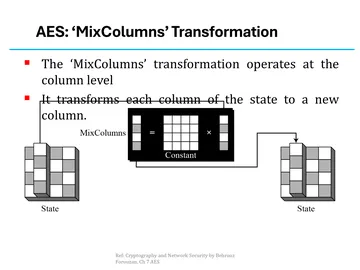 AES: ‘MixColumns’ Transformation
The ‘MixColumns’ transformation operates at the
column level
It transforms each column of the state to a new
column.
MixColumns
= ×
Constant
State
State
Ref: Cryptography and Network Security by Behrouz
Forouzan, Ch 7 AES